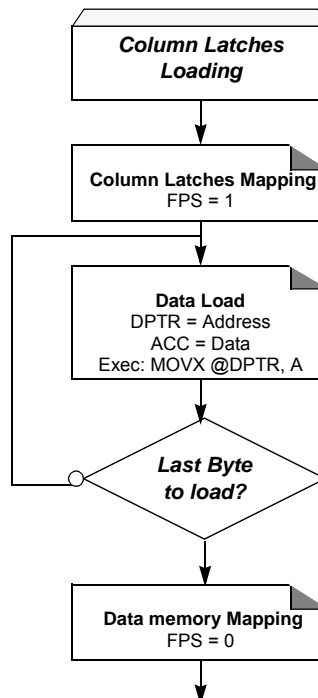 Column Latches
Loading
Column Latches Mapping
FPS = 1
Data Load
DPTR = Address
ACC = Data
Exec: MOVX @DPTR, A
Last Byte
to load?
Data memory Mapping
FPS = 0